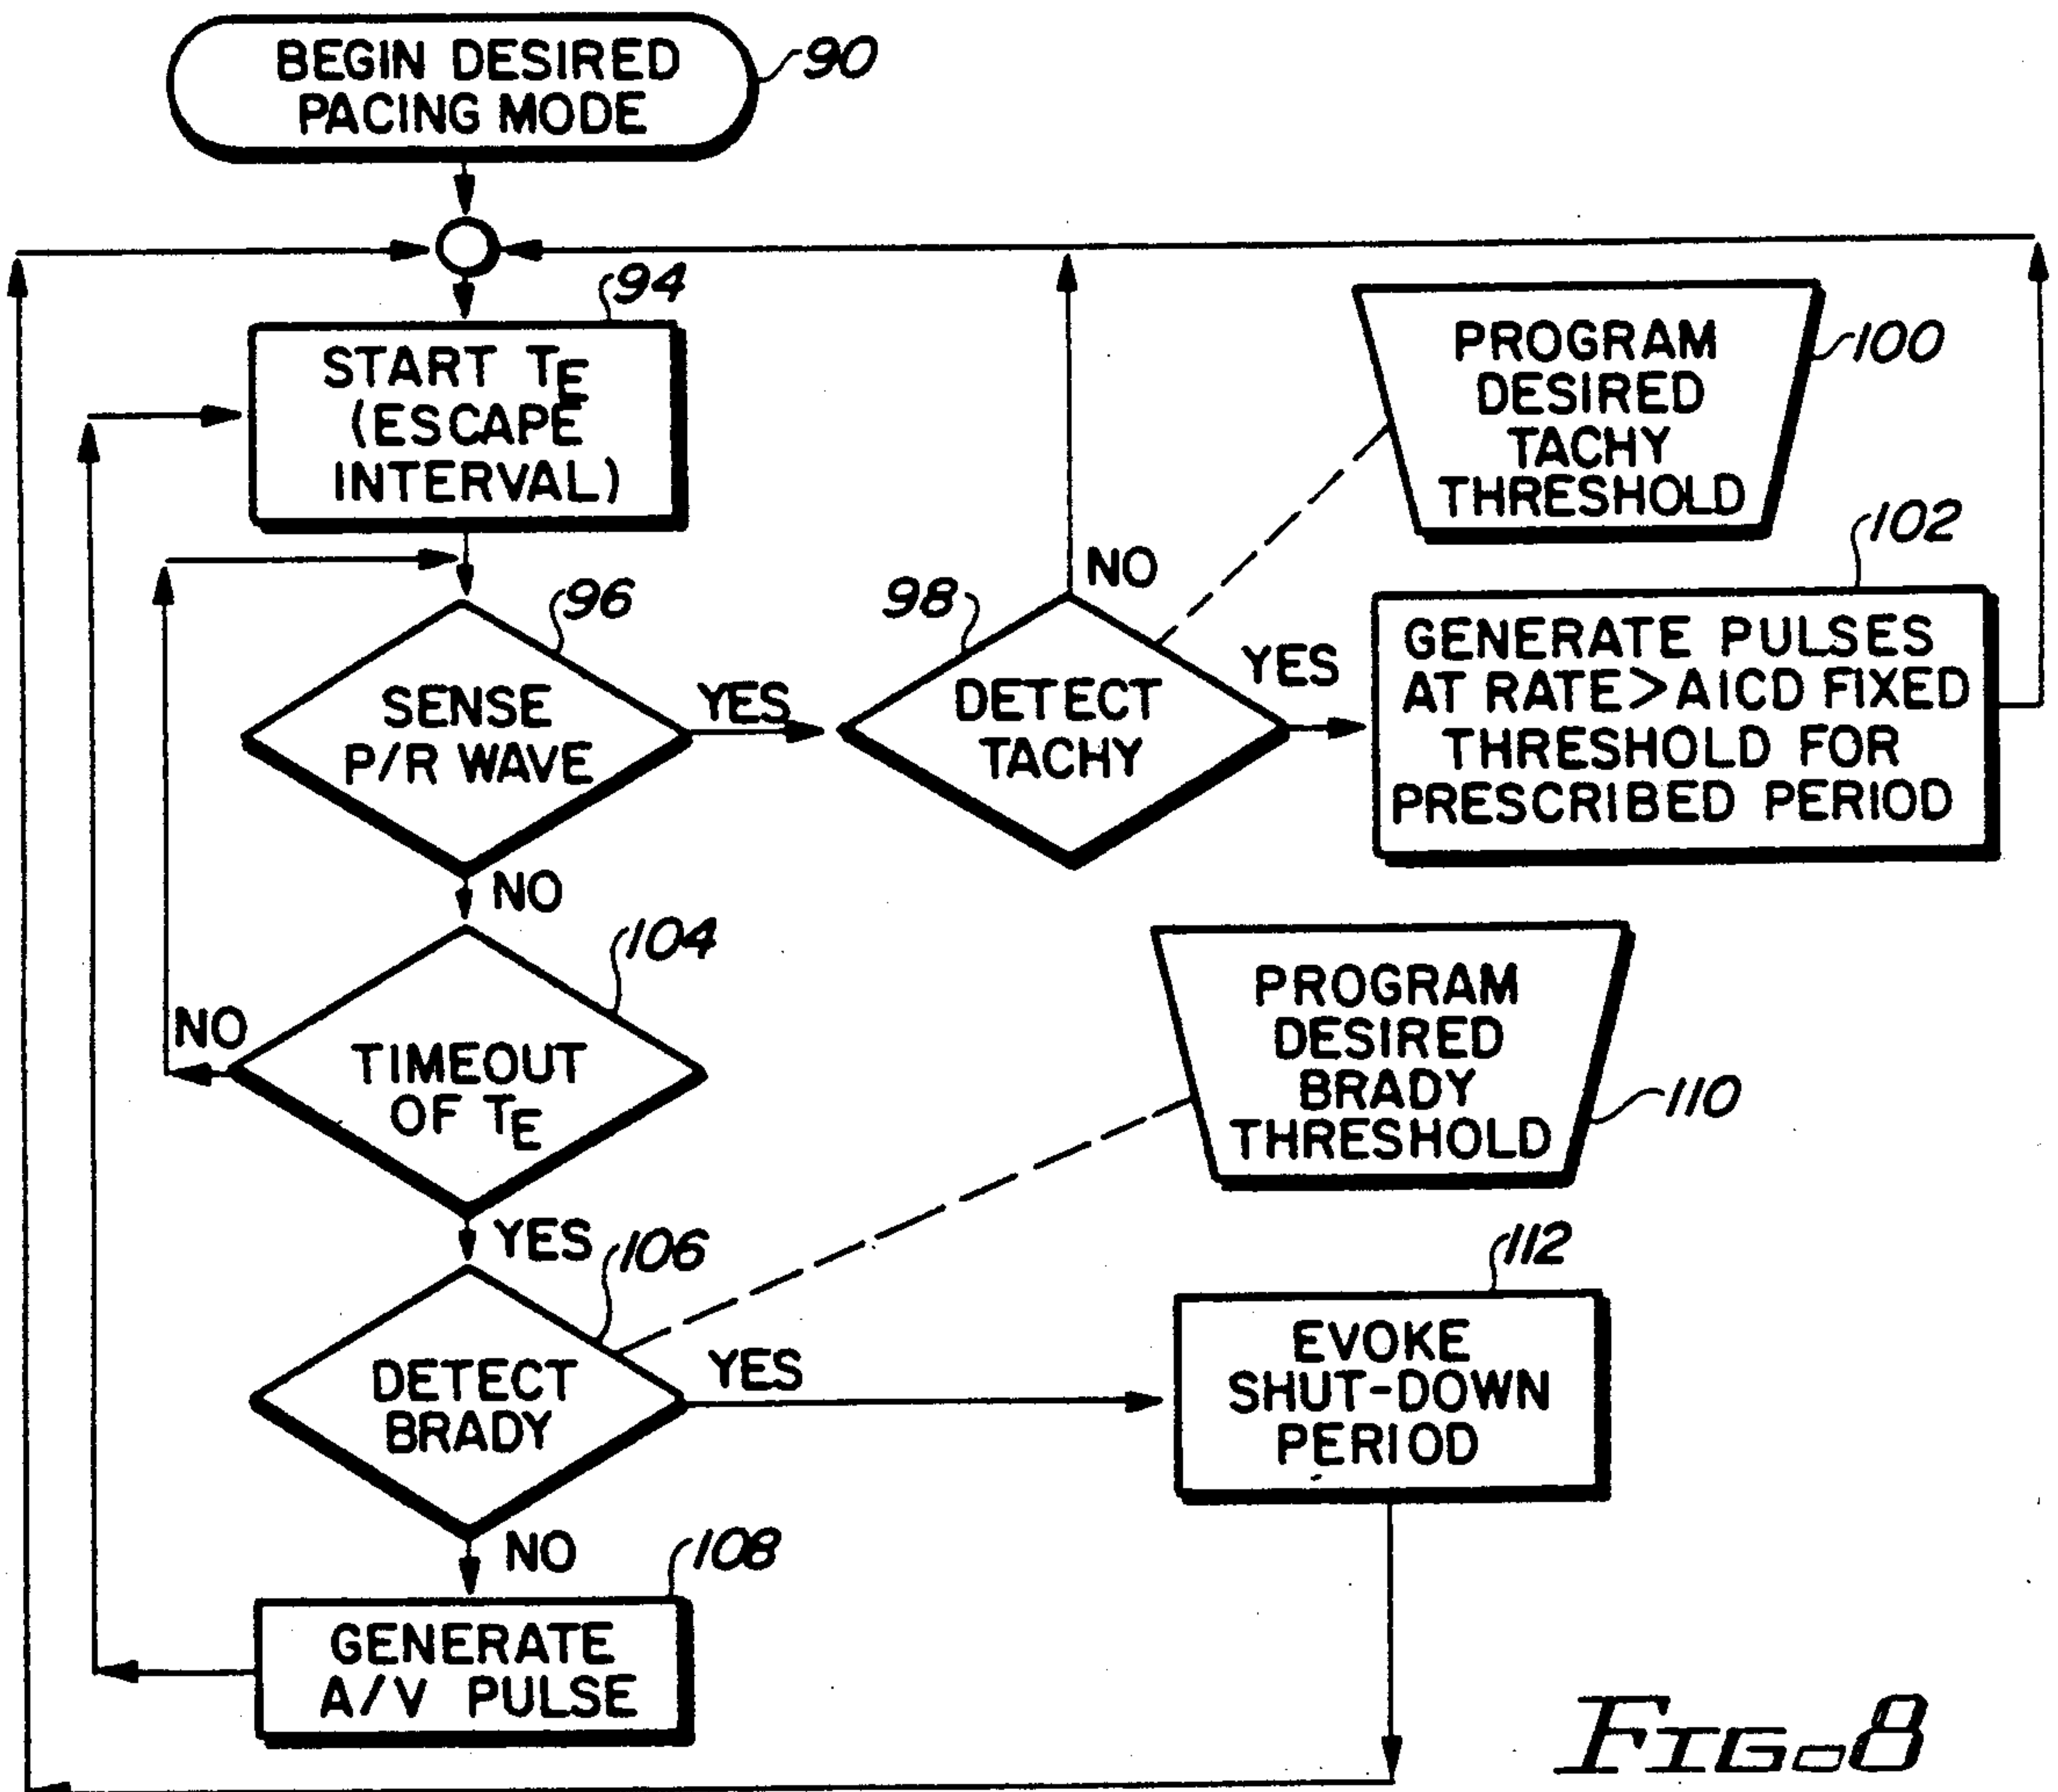 BEGIN DESIRED
PACING MODE
90
94
START TE
(ESCAPE
INTERVAL)
PROGRAM
DESIRED
TACHY
THRESHOLD
100
102
96
SENSE
P/R WAVE
YES
NO
98
DETECT
TACHY
NO
YES
GENERATE PULSES
AT RATE>AICD FIXED
THRESHOLD FOR
PRESCRIBED PERIOD
104
TIMEOUT
OF TE
NO
YES
PROGRAM
DESIRED
BRADY
THRESHOLD
110
106
DETECT
BRADY
YES
NO
112
EVOKE
SHUT-DOWN
PERIOD
108
GENERATE
A/V PULSE
FIG. 8